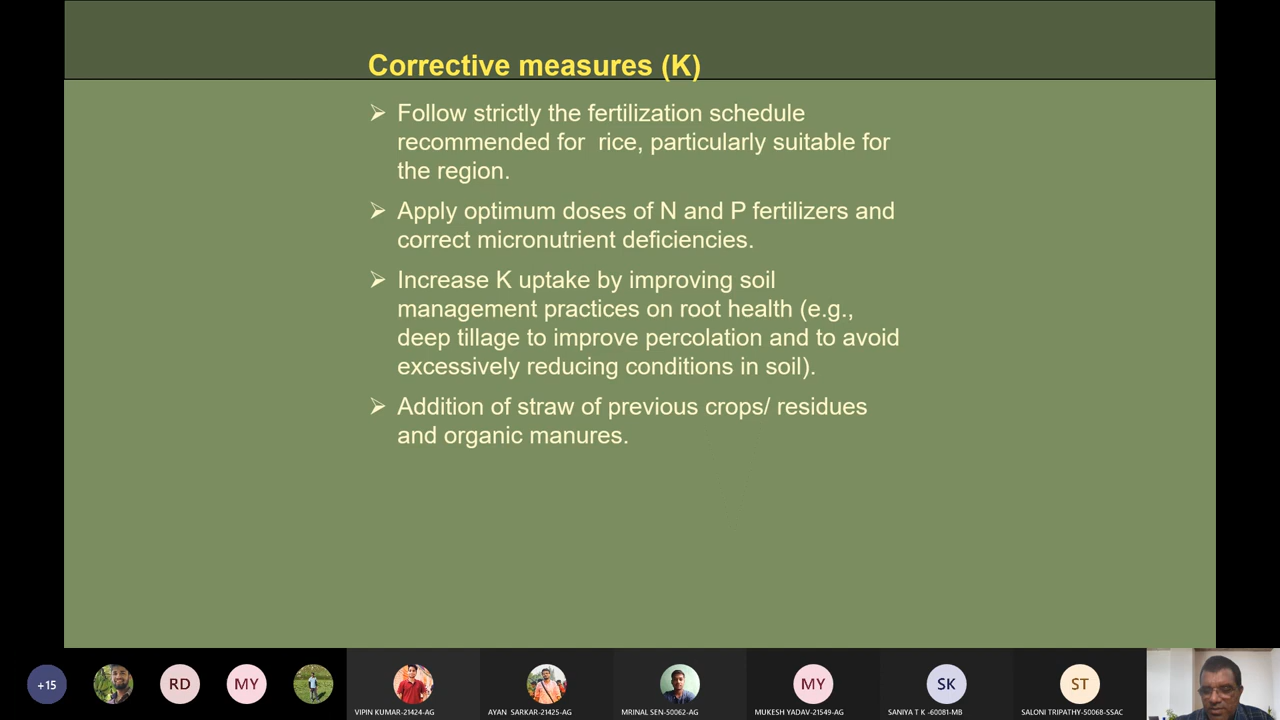 Corrective measures (K)
➢ Follow strictly the fertilization schedule
recommended for  rice, particularly suitable for
the region.
➢ Apply optimum doses of N and P fertilizers and
correct micronutrient deficiencies.
➢ Increase K uptake by improving soil
management practices on root health (e.g.,
deep tillage to improve percolation and to avoid
excessively reducing conditions in soil).
➢ Addition of straw of previous crops/ residues
and organic manures.
+15
RD
MY
MY
SK
ST
VIPIN KUMAR-21424-AG
AYAN  SARKAR-21425-AG
MRINAL SEN-50062-AG
MUKESH YADAV-21549-AG
SANIYA T K -60081-MB
SALONI TRIPATHY-50068-SSAC